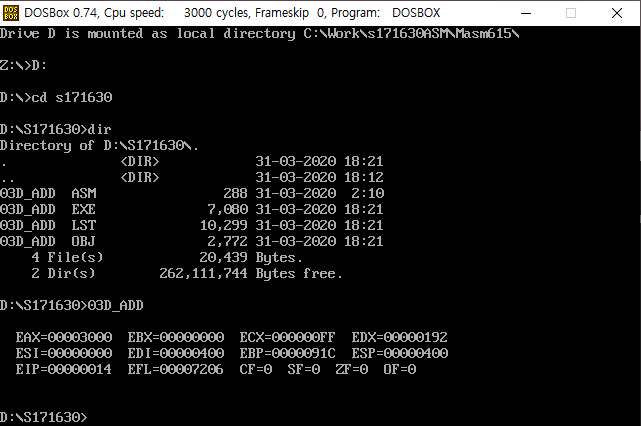 DOSBox 0.74, Cpu speed:    3000 cycles, Frameskip  0, Program:   DOSBOX
Drive D is mounted as local directory C:\Work\s171630ASM\Masm615\
Z:\>D:
D:\>cd s171630
D:\S171630>dir
Directory of D:\S171630\.
.              <DIR>            31-03-2020 18:21
..             <DIR>            31-03-2020 18:12
03D_ADD  ASM                288 31-03-2020  2:10
03D_ADD  EXE              7,080 31-03-2020 18:21
03D_ADD  LST             10,299 31-03-2020 18:21
03D_ADD  OBJ              2,772 31-03-2020 18:21
    4 File(s)            20,439 Bytes.
    2 Dir(s)        262,111,744 Bytes free.
D:\S171630>03D_ADD
  EAX=00003000  EBX=00000000  ECX=000000FF  EDX=00000192
  ESI=00000000  EDI=00000400  EBP=0000091C  ESP=00000400
  EIP=00000014  EFL=00007206  CF=0  SF=0  ZF=0  OF=0
D:\S171630>